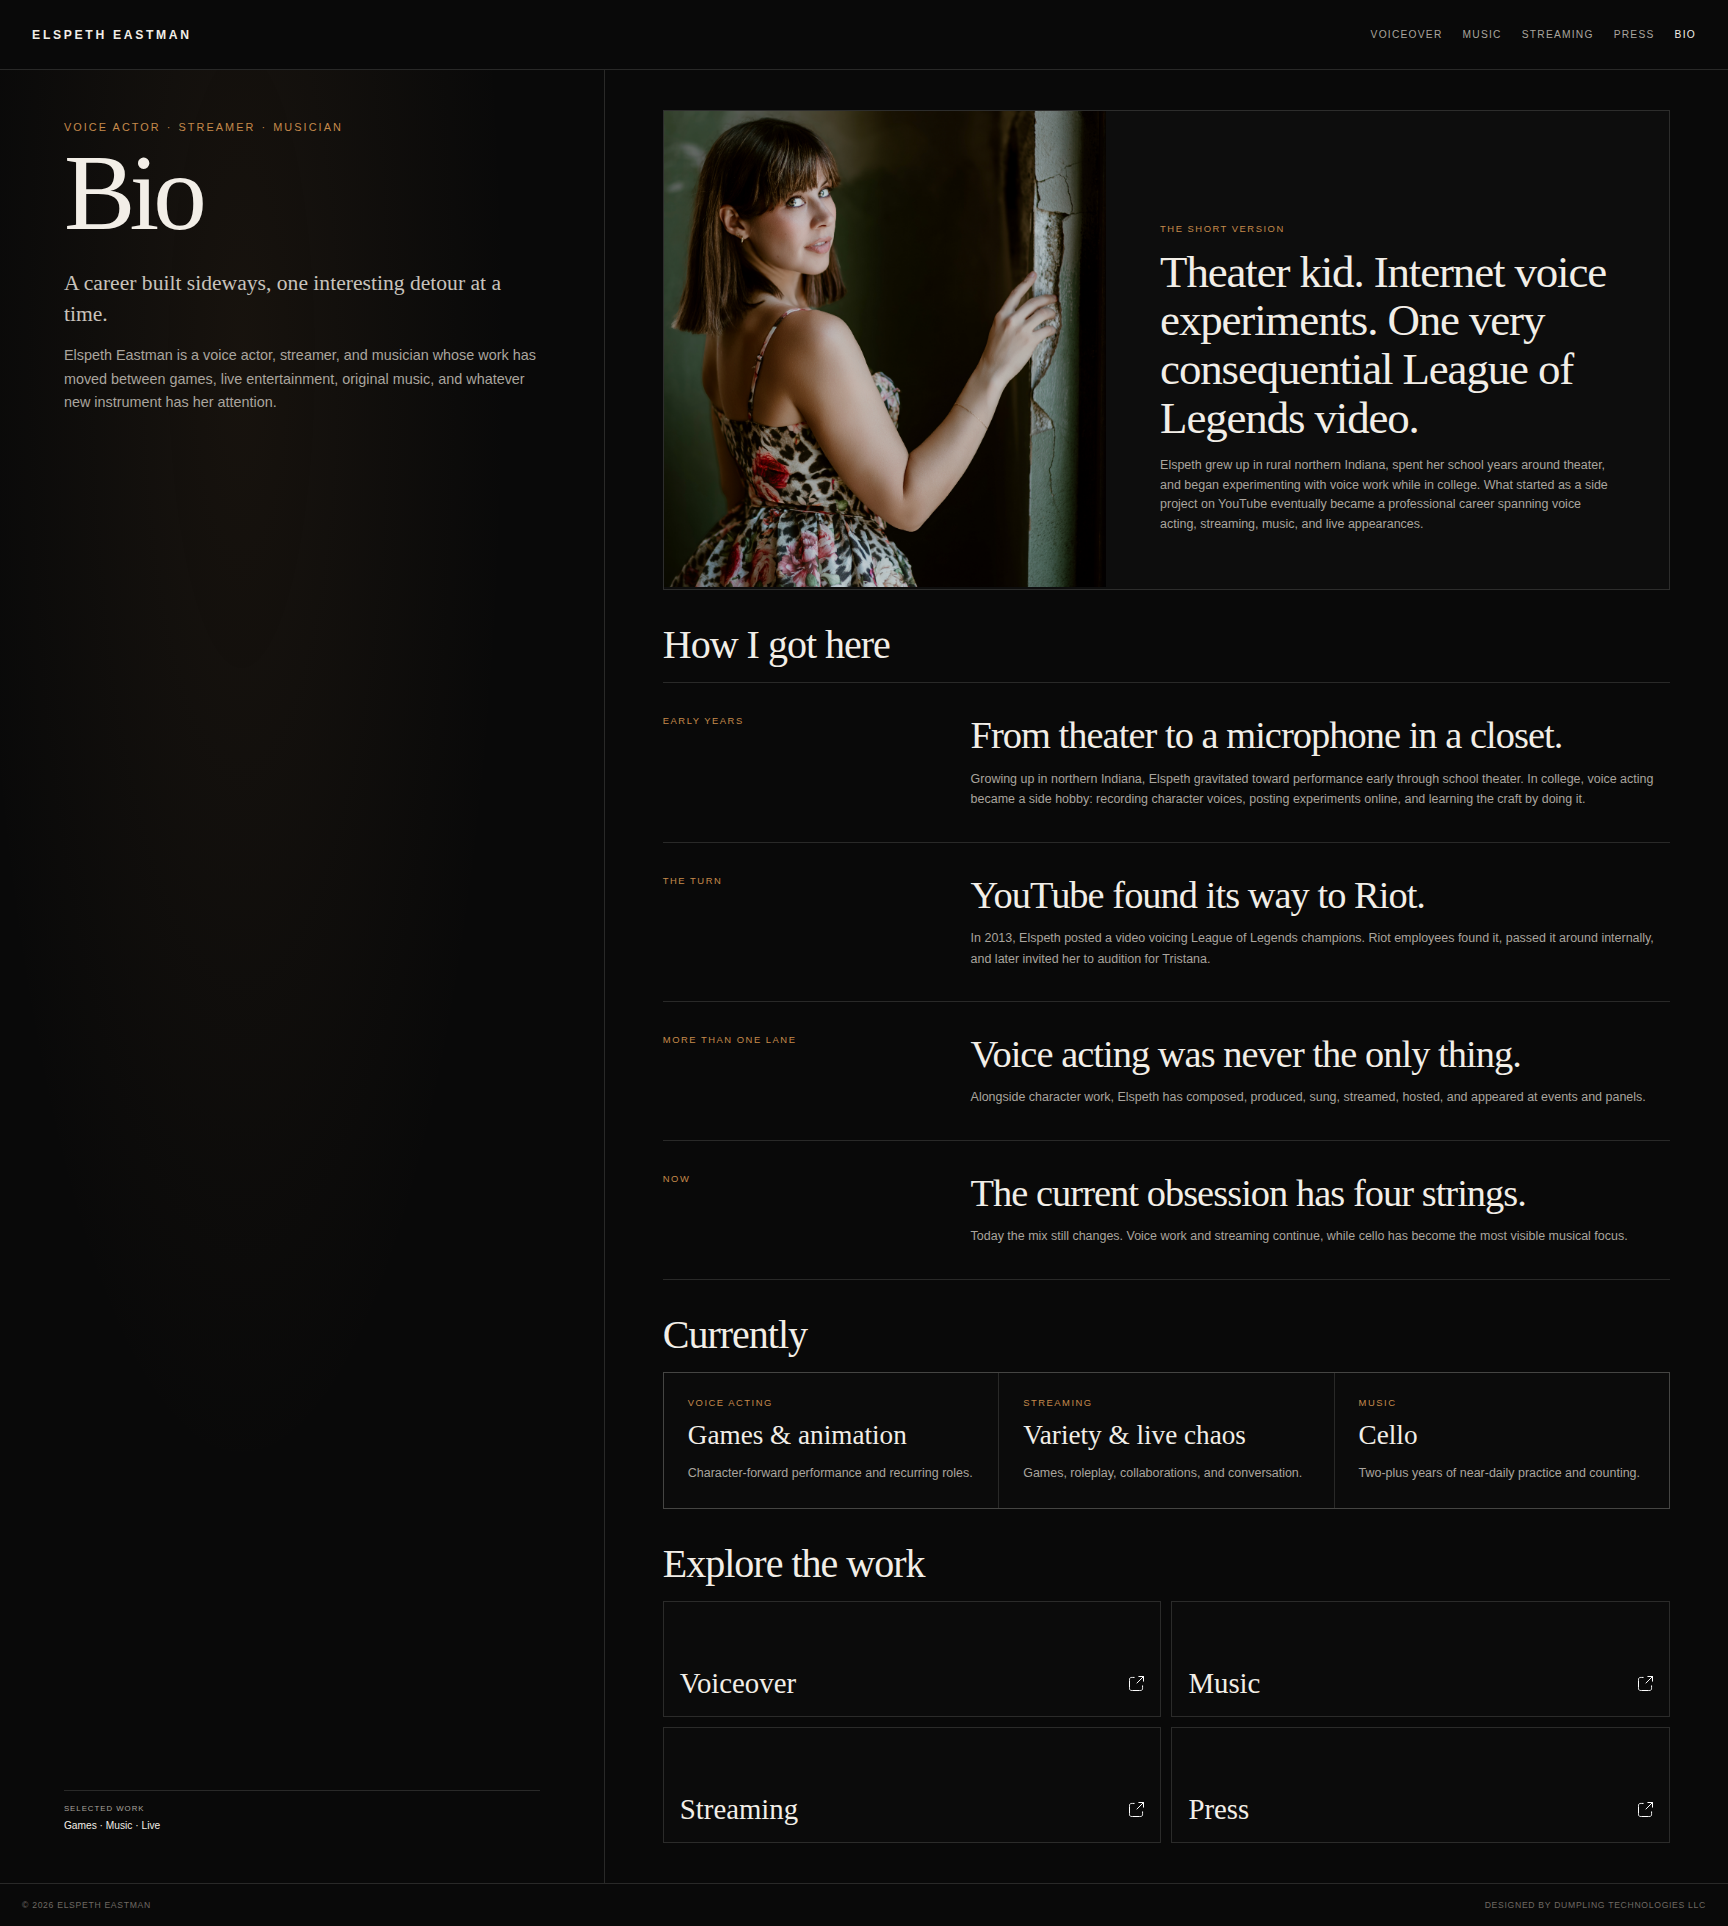 ELSPETH EASTMAN
VOICEOVER MUSIC STREAMING PRESS BIO
VOICE ACTOR · STREAMER · MUSICIAN
Bio
A career built sideways, one interesting detour at a
time.
Elspeth Eastman is a voice actor, streamer, and musician whose work has
moved between games, live entertainment, original music, and whatever
new instrument has her attention.
SELECTED WORK
Games · Music · Live
THE SHORT VERSION
Theater kid. Internet voice
experiments. One very
consequential League of
Legends video.
Elspeth grew up in rural northern Indiana, spent her school years around theater,
and began experimenting with voice work while in college. What started as a side
project on YouTube eventually became a professional career spanning voice
acting, streaming, music, and live appearances.
How I got here
EARLY YEARS
From theater to a microphone in a closet.
Growing up in northern Indiana, Elspeth gravitated toward performance early through school theater. In college, voice acting
became a side hobby: recording character voices, posting experiments online, and learning the craft by doing it.
THE TURN
YouTube found its way to Riot.
In 2013, Elspeth posted a video voicing League of Legends champions. Riot employees found it, passed it around internally,
and later invited her to audition for Tristana.
MORE THAN ONE LANE
Voice acting was never the only thing.
Alongside character work, Elspeth has composed, produced, sung, streamed, hosted, and appeared at events and panels.
NOW
The current obsession has four strings.
Today the mix still changes. Voice work and streaming continue, while cello has become the most visible musical focus.
Currently
VOICE ACTING
Games & animation
Character-forward performance and recurring roles.
STREAMING
Variety & live chaos
Games, roleplay, collaborations, and conversation.
MUSIC
Cello
Two-plus years of near-daily practice and counting.
Explore the work
Voiceover
Music
Streaming
Press
© 2026 ELSPETH EASTMAN
DESIGNED BY DUMPLING TECHNOLOGIES LLC